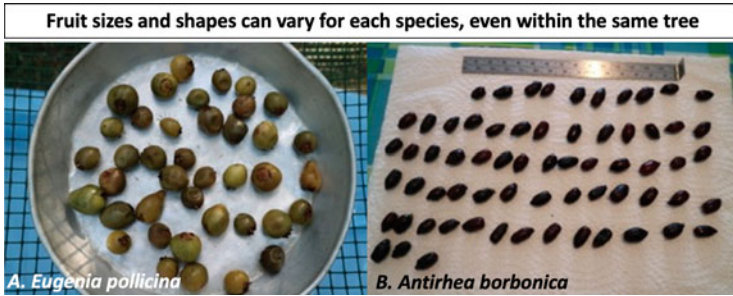 Fruit sizes and shapes can vary for each species, even within the same tree
A. Eugenia pollicina
B. Antirhea borbonica